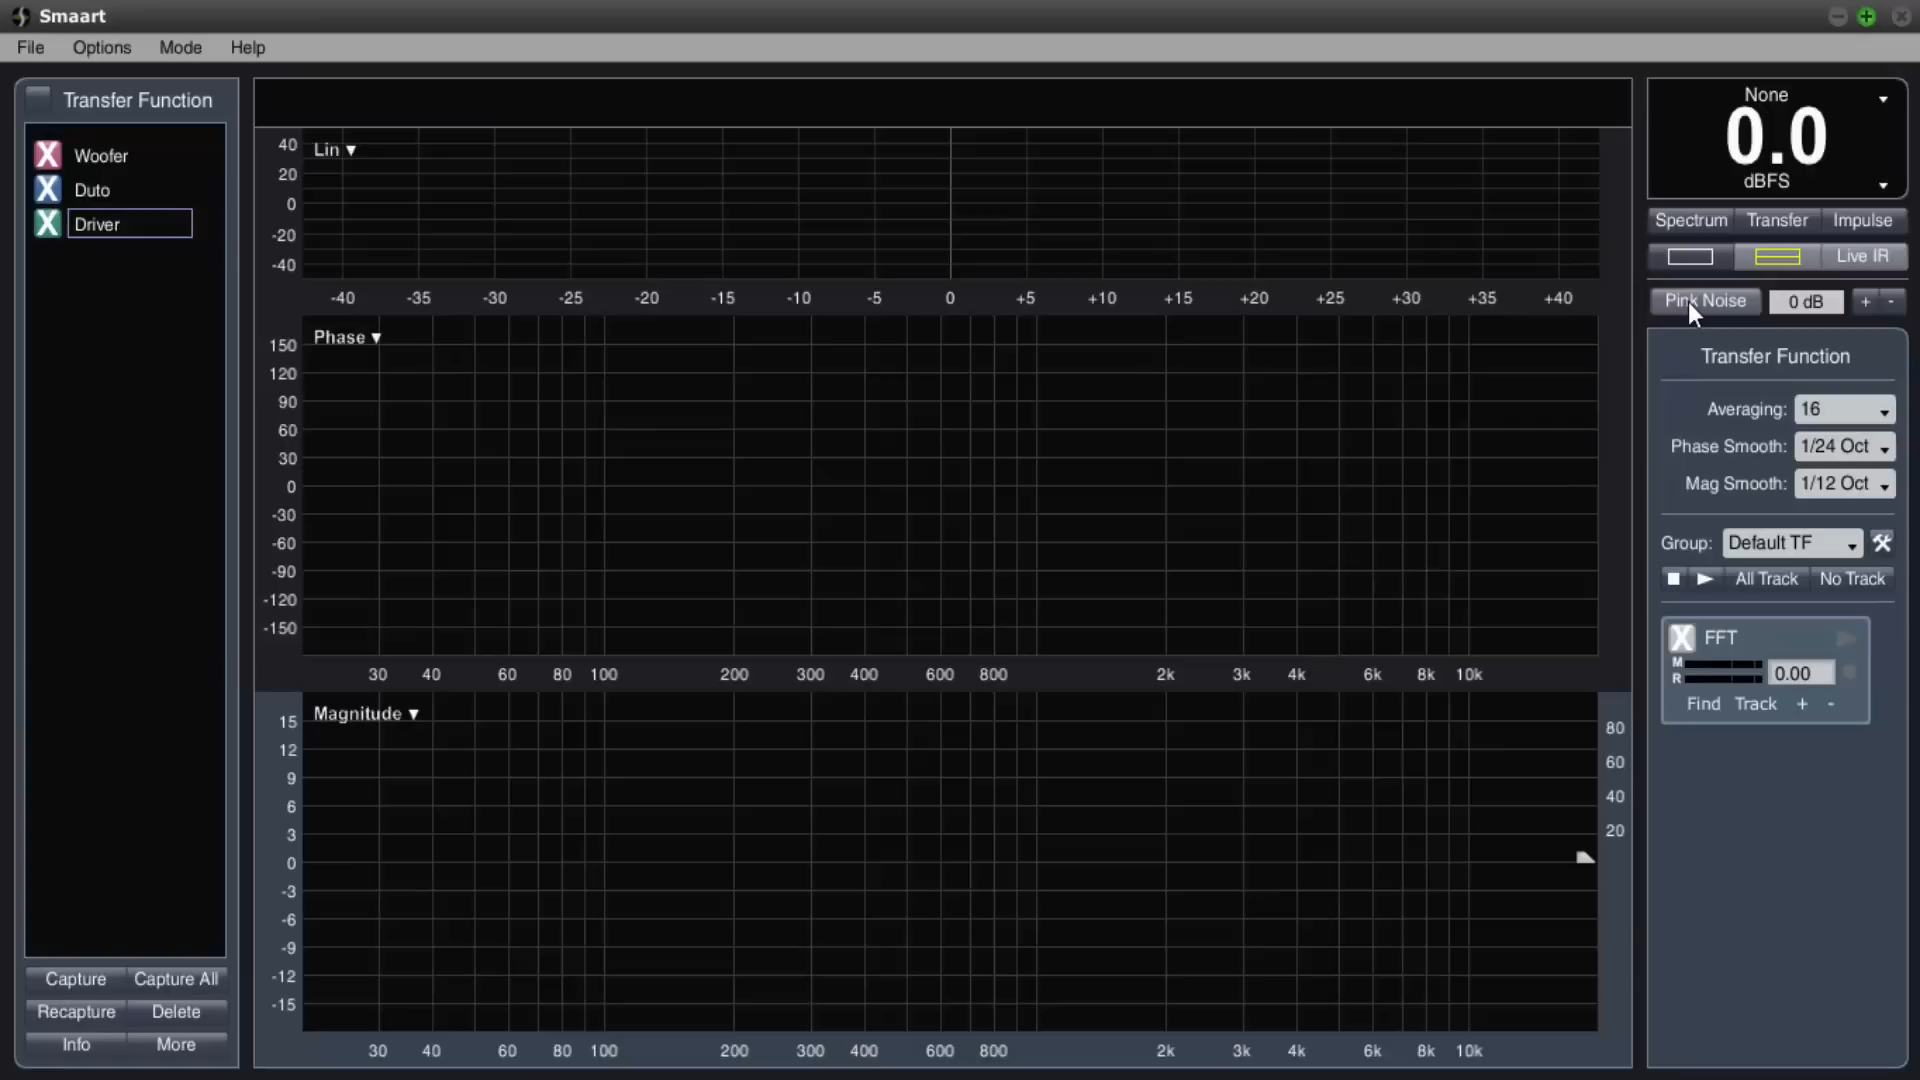 Smaart
File Options Mode Help
Transfer Function
X Woofer
X Duto
X Driver
Capture Capture All
Recapture Delete
Info More
Lin ▼
40
20
0
-20
-40
-40 -35 -30 -25 -20 -15 -10 -5 0 +5 +10 +15 +20 +25 +30 +35 +40
Phase ▼
150
120
90
60
30
0
-30
-60
-90
-120
-150
30 40 60 80 100 200 300 400 600 800 2k 3k 4k 6k 8k 10k
Magnitude ▼
15
12
9
6
3
0
-3
-6
-9
-12
-15
80
60
40
20
30 40 60 80 100 200 300 400 600 800 2k 3k 4k 6k 8k 10k
None
0.0
dBFS
Spectrum Transfer Impulse
Live IR
Pink Noise 0 dB + -
Transfer Function
Averaging: 16
Phase Smooth: 1/24 Oct
Mag Smooth: 1/12 Oct
Group: Default TF
All Track No Track
X FFT
M
R 0.00
Find Track + -